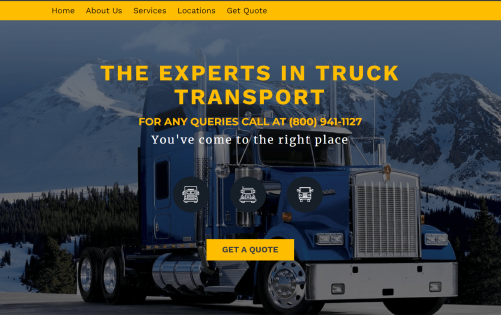 Home About Us Services Locations Get Quote
THE EXPERTS IN TRUCK
TRANSPORT
FOR ANY QUERIES CALL AT (800) 941-1127
You've come to the right place
GET A QUOTE